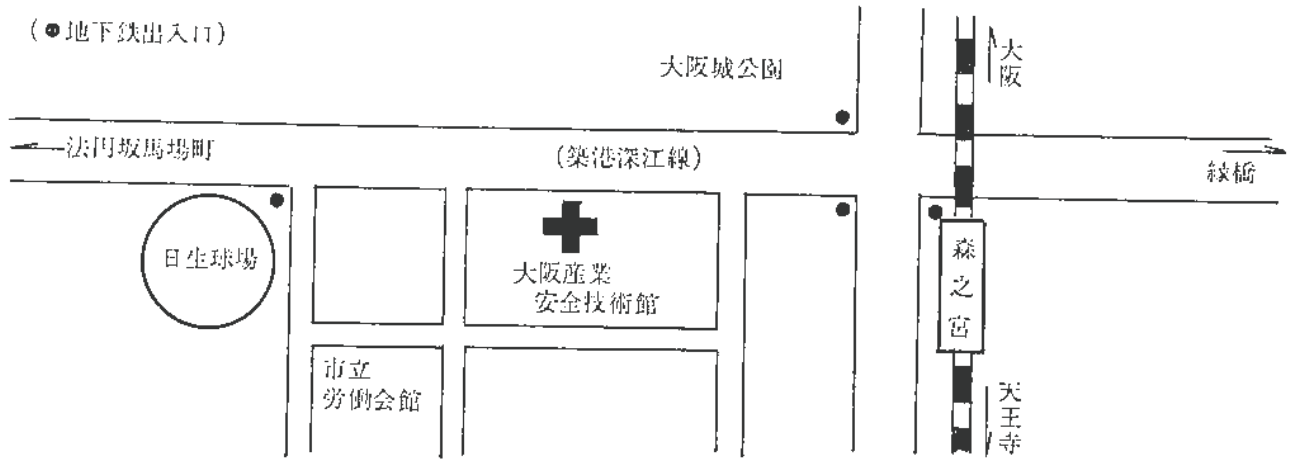 (●地下鉄出入口)
大阪城公園
大阪
法円坂馬場町
(築港深江線)
緑橋
日生球場
大阪産業
安全技術館
森之宮
市立
労働会館
天王寺